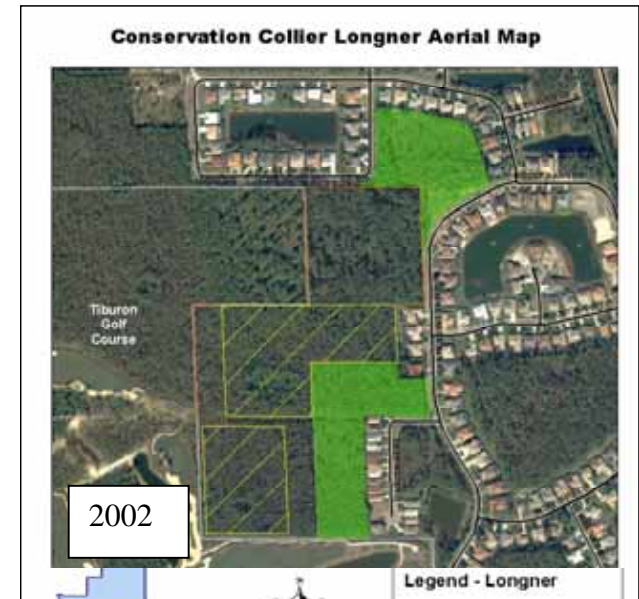 Conservation Collier Longner Aerial Map
Tiburon
Golf
Course
2002
Legend - Longner